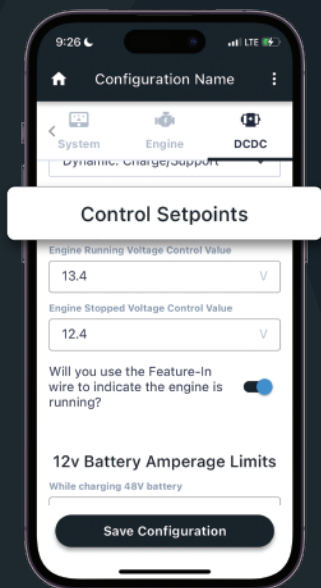 9:26
LTE
Configuration Name
System
Engine
DCDC
Dynamic: Charge/Support
Control Setpoints
Engine Running Voltage Control Value
13.4 V
Engine Stopped Voltage Control Value
12.4 V
Will you use the Feature-In
wire to indicate the engine is
running?
12v Battery Amperage Limits
While charging 48V battery
Save Configuration